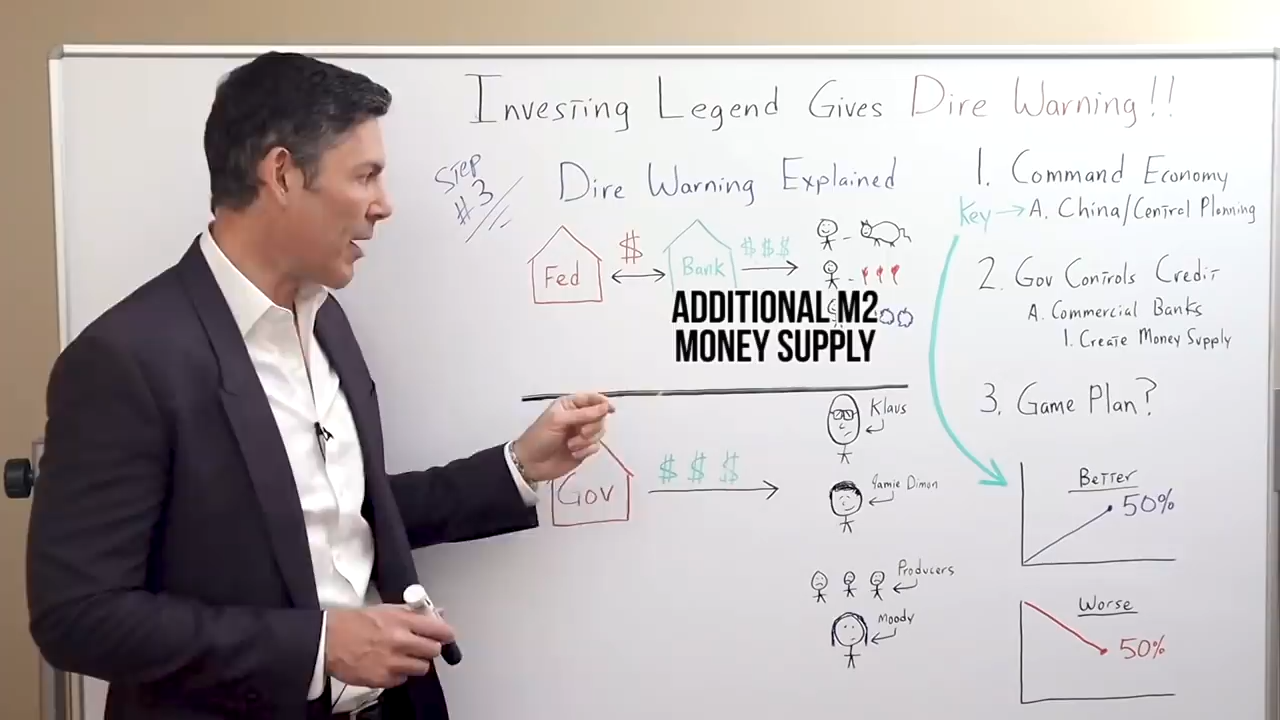 Investing Legend Gives Dire Warning!!
Step
#3
Dire Warning Explained
Fed
$
Bank
$ $ $
ADDITIONAL M2
MONEY SUPPLY
Gov
$ $ $
Klaus
Jamie Dimon
Producers
Moody
1. Command Economy
Key → A. China/Central Planning
2. Gov Controls Credit
A. Commercial Banks
1. Create Money Supply
3. Game Plan?
Better
50%
Worse
50%